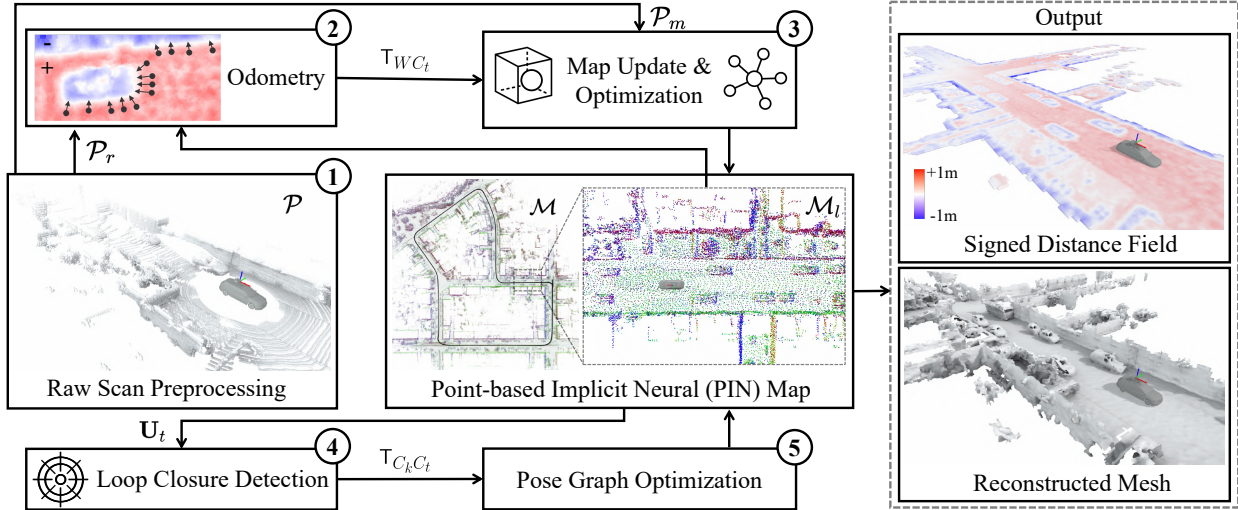 2
-
+
Odometry
T_{WC_t}
P_m
3
Map Update &
Optimization
P_r
1
P
Raw Scan Preprocessing
M
M_l
Point-based Implicit Neural (PIN) Map
U_t
4
Loop Closure Detection
T_{C_kC_t}
5
Pose Graph Optimization
Output
+1m
-1m
Signed Distance Field
Reconstructed Mesh